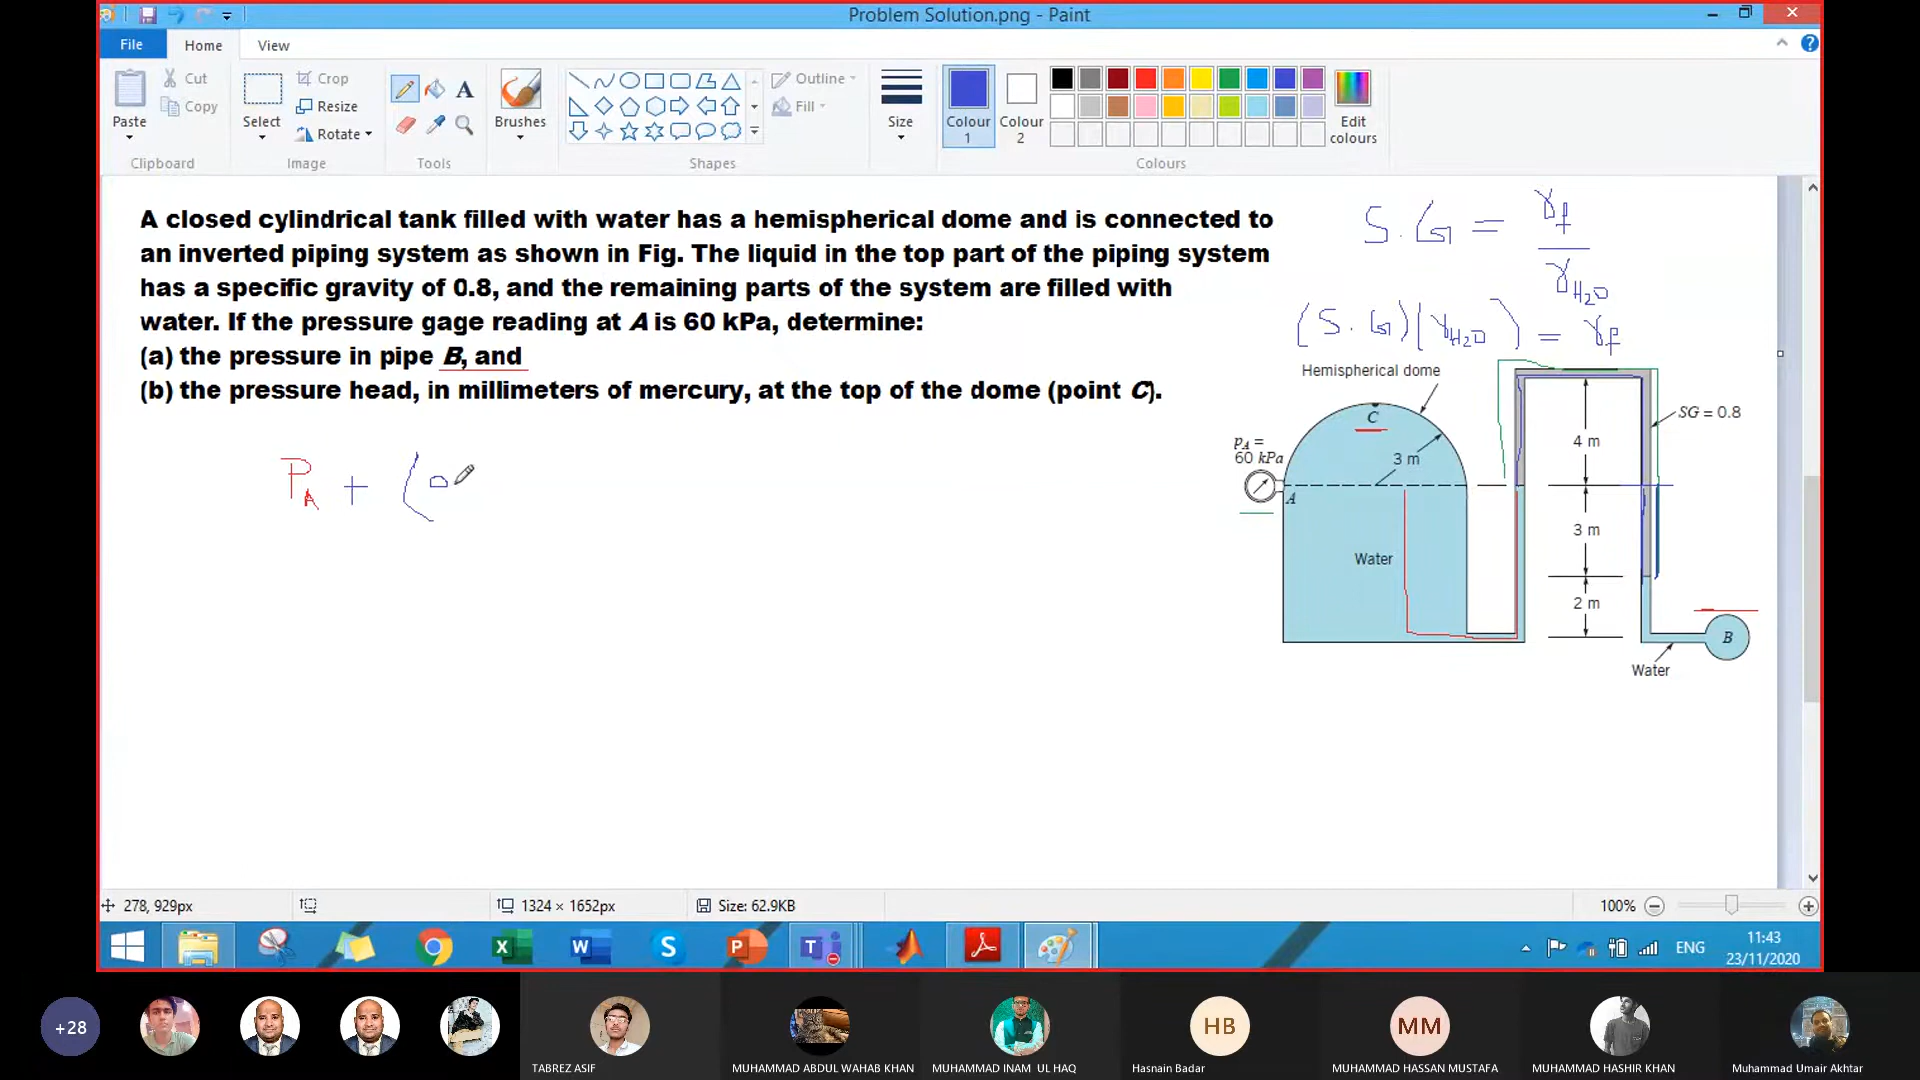 Problem Solution.png - Paint
File
Home
View
Paste
Cut
Copy
Clipboard
Select
Crop
Resize
Rotate
Image
A
Tools
Brushes
Outline
Fill
Shapes
Size
Colour 1
Colour 2
Edit colours
Colours
A closed cylindrical tank filled with water has a hemispherical dome and is connected to
an inverted piping system as shown in Fig. The liquid in the top part of the piping system
has a specific gravity of 0.8, and the remaining parts of the system are filled with
water. If the pressure gage reading at A is 60 kPa, determine:
(a) the pressure in pipe B, and
(b) the pressure head, in millimeters of mercury, at the top of the dome (point C).
S.G = γf
γH2O
(S.G)(γH2O) = γf
Hemispherical dome
C
SG = 0.8
pA =
60 kPa
3 m
4 m
A
3 m
Water
2 m
B
Water
PA + (0
278, 929px
1324 × 1652px
Size: 62.9KB
100%
ENG
11:43
23/11/2020
+28
HB
MM
TABREZ ASIF
MUHAMMAD ABDUL WAHAB KHAN
MUHAMMAD INAM UL HAQ
Hasnain Badar
MUHAMMAD HASSAN MUSTAFA
MUHAMMAD HASHIR KHAN
Muhammad Umair Akhtar